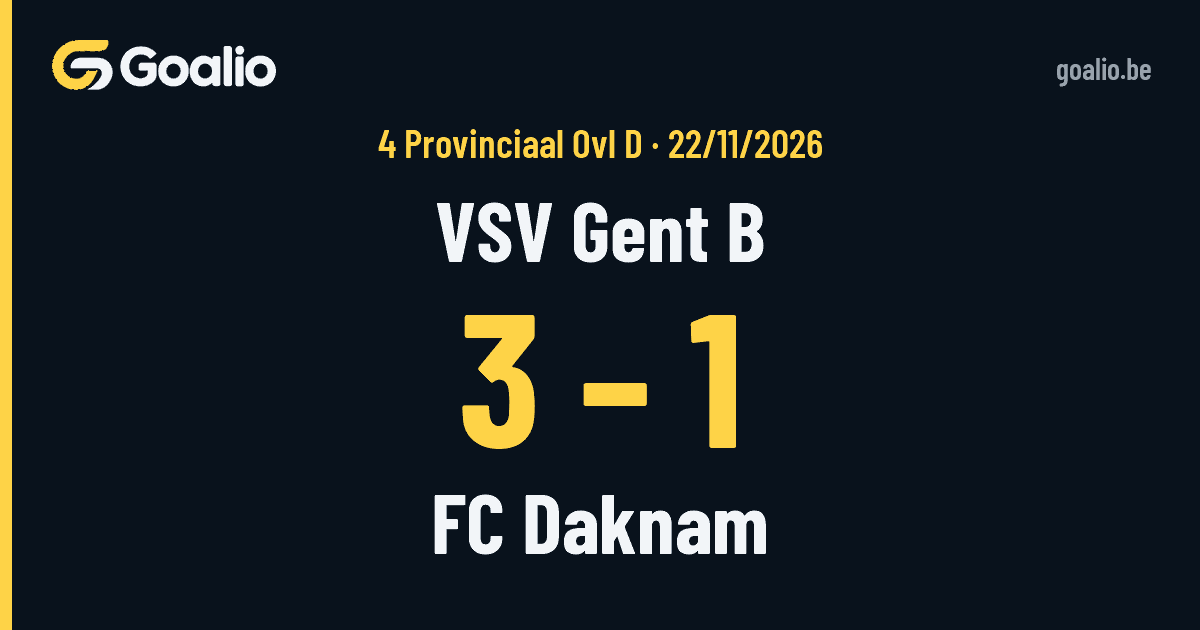 Goalio
goalio.be
4 Provinciaal Ovl D · 22/11/2026
VSV Gent B
3 – 1
FC Daknam